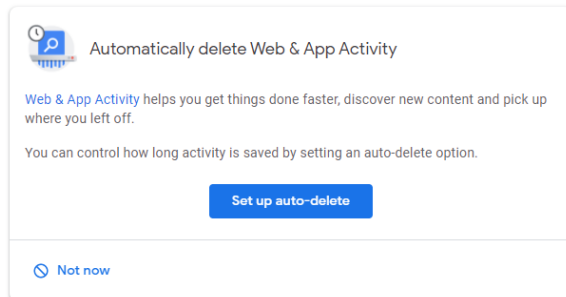 Automatically delete Web & App Activity
Web & App Activity helps you get things done faster, discover new content and pick up
where you left off.
You can control how long activity is saved by setting an auto-delete option.
Set up auto-delete
Not now